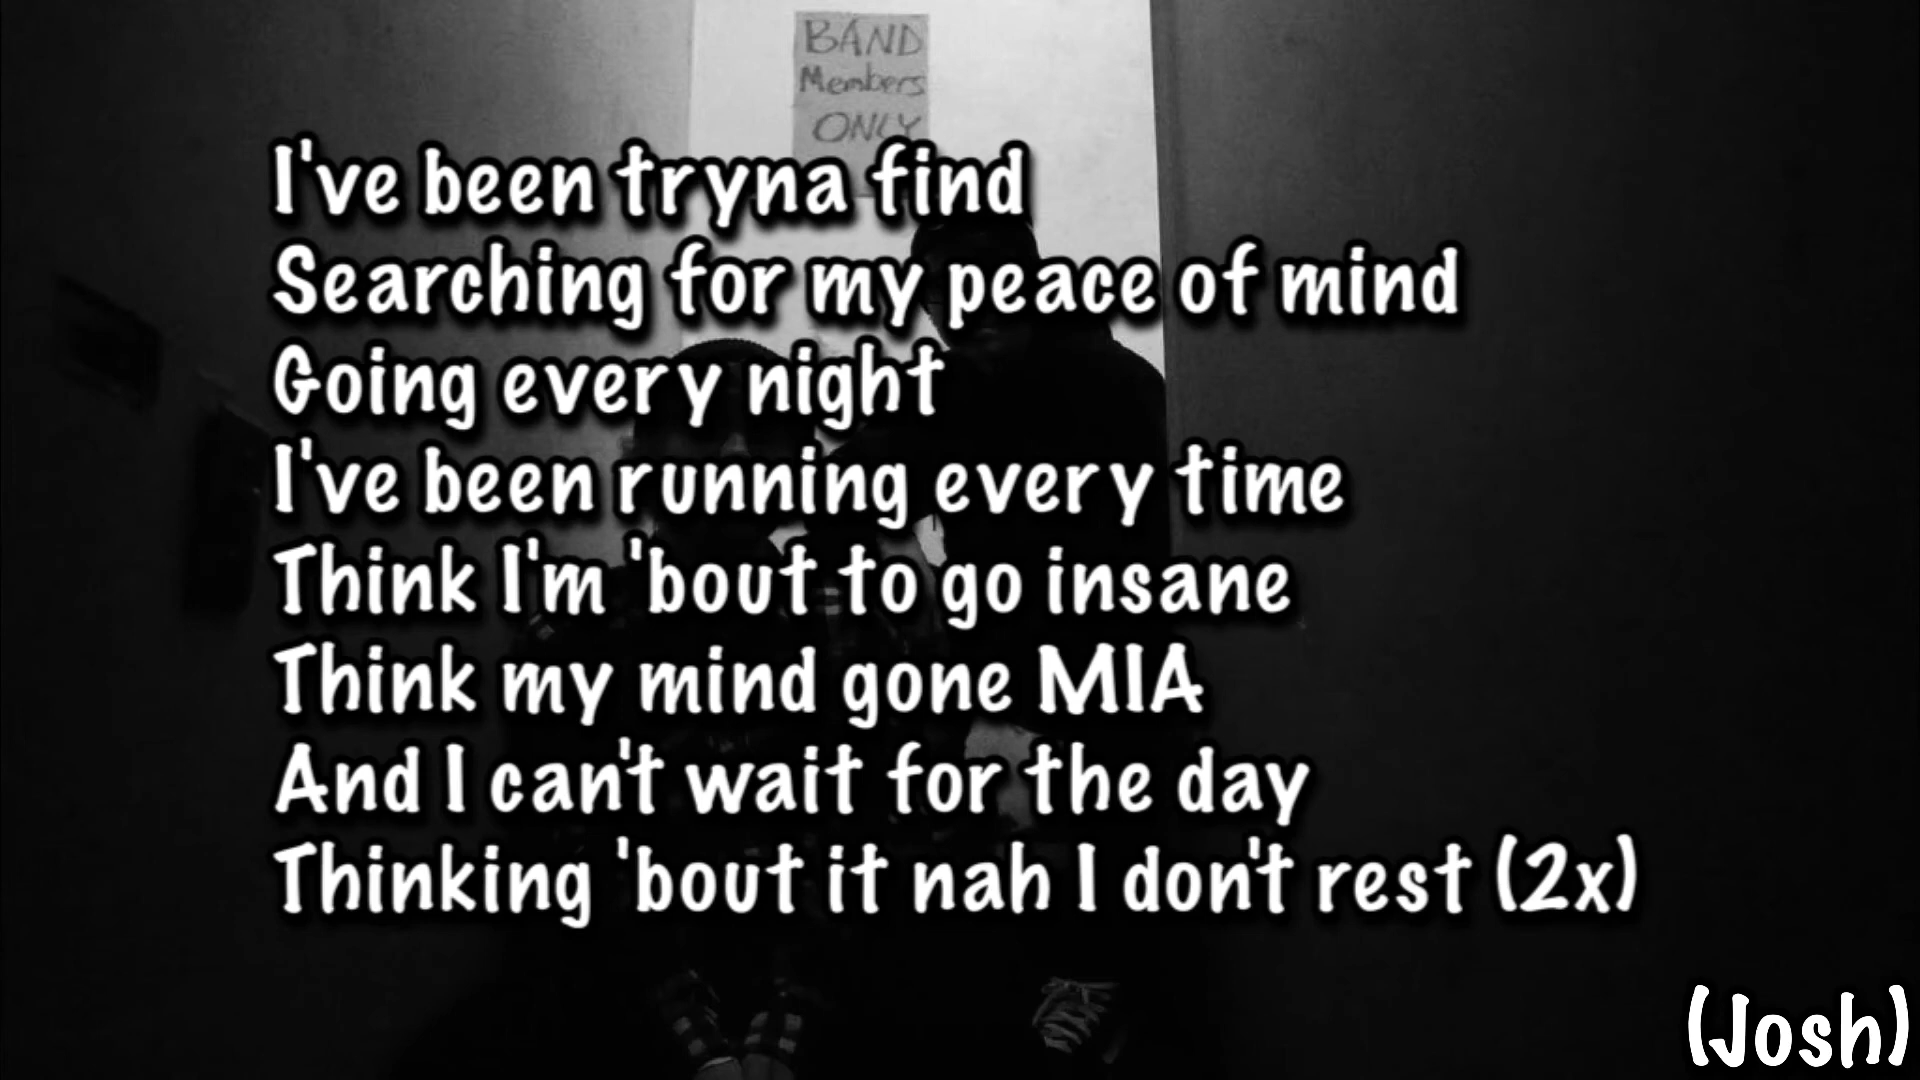 BAND
Members
ONLY
I've been tryna find
Searching for my peace of mind
Going every night
I've been running every time
Think I'm 'bout to go insane
Think my mind gone MIA
And I can't wait for the day
Thinking 'bout it nah I don't rest (2x)
(Josh)